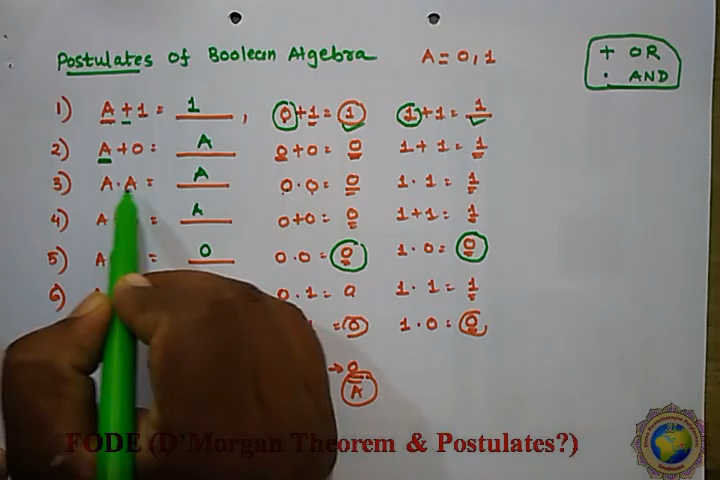 Postulates of Boolean Algebra A = 0, 1
+ OR
· AND
1) A + 1 = 1 , 0 + 1 = 1 1 + 1 = 1
2) A + 0 = A 0 + 0 = 0 1 + 1 = 1
3) A · A = A 0 · 0 = 0 1 · 1 = 1
4) A = A 0 + 0 = 0 1 + 1 = 1
5) A = 0 0 · 0 = 0 1 · 0 = 0
6) 0 · 1 = 0 1 · 1 = 1
= 0 1 · 0 = 0
→ 0
A
FODE (D'Morgan Theorem & Postulates?)